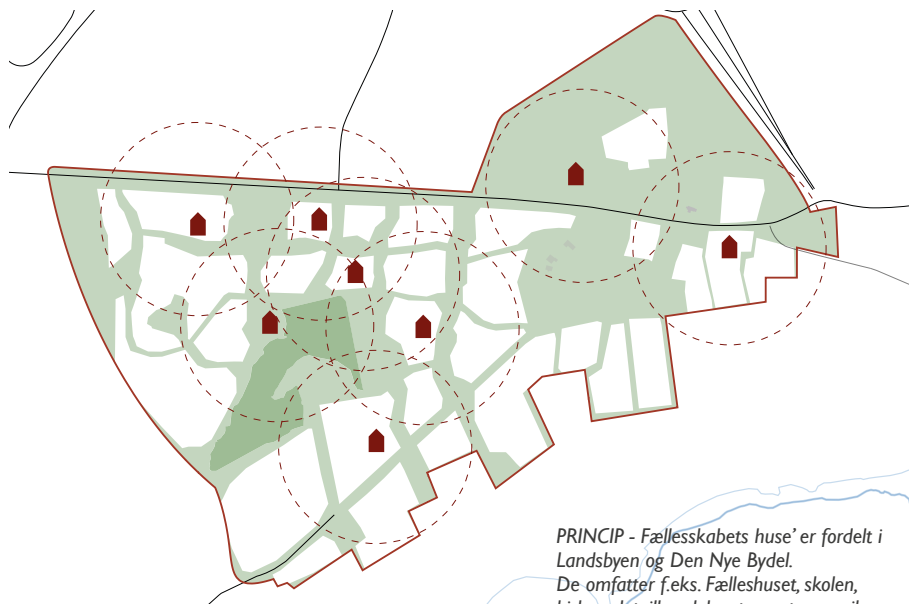 PRINCIP - Fællesskabets huse’ er fordelt i
Landsbyen og Den Nye Bydel.
De omfatter f.eks. Fælleshuset, skolen,